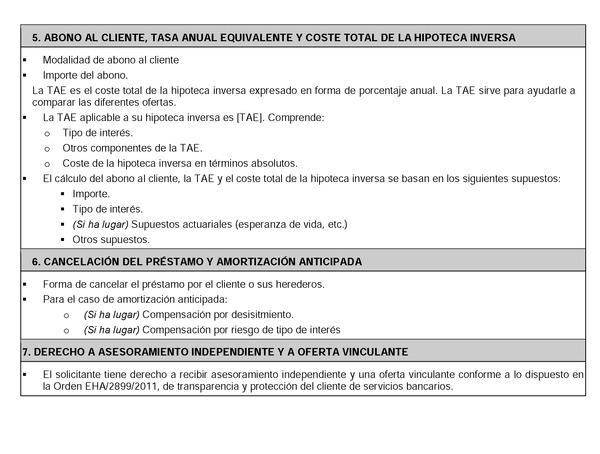 5. ABONO AL CLIENTE, TASA ANUAL EQUIVALENTE Y COSTE TOTAL DE LA HIPOTECA INVERSA
▪ Modalidad de abono al cliente
▪ Importe del abono.
La TAE es el coste total de la hipoteca inversa expresado en forma de porcentaje anual. La TAE sirve para ayudarle a
comparar las diferentes ofertas.
▪ La TAE aplicable a su hipoteca inversa es [TAE]. Comprende:
o Tipo de interés.
o Otros componentes de la TAE.
o Coste de la hipoteca inversa en términos absolutos.
▪ El cálculo del abono al cliente, la TAE y el coste total de la hipoteca inversa se basan en los siguientes supuestos:
▪ Importe.
▪ Tipo de interés.
▪ (Si ha lugar) Supuestos actuariales (esperanza de vida, etc.)
▪ Otros supuestos.
6. CANCELACIÓN DEL PRÉSTAMO Y AMORTIZACIÓN ANTICIPADA
▪ Forma de cancelar el préstamo por el cliente o sus herederos.
▪ Para el caso de amortización anticipada:
o (Si ha lugar) Compensación por desisitmiento.
o (Si ha lugar) Compensación por riesgo de tipo de interés
7. DERECHO A ASESORAMIENTO INDEPENDIENTE Y A OFERTA VINCULANTE
▪ El solicitante tiene derecho a recibir asesoramiento independiente y una oferta vinculante conforme a lo dispuesto en
la Orden EHA/2899/2011, de transparencia y protección del cliente de servicios bancarios.